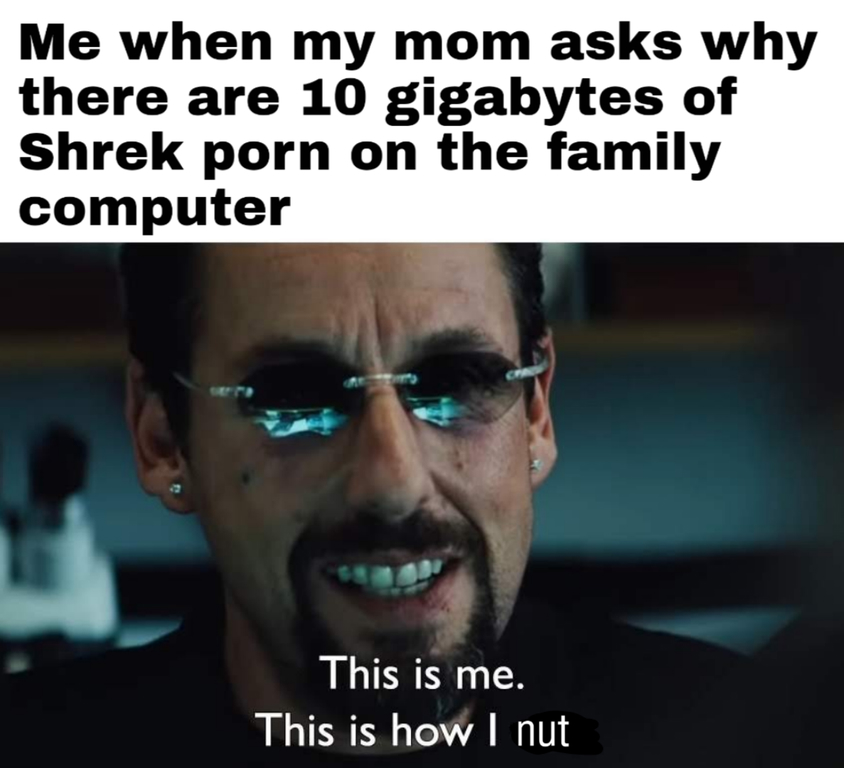 Me when my mom asks why
there are 10 gigabytes of
Shrek porn on the family
computer
This is me.
This is how I nut